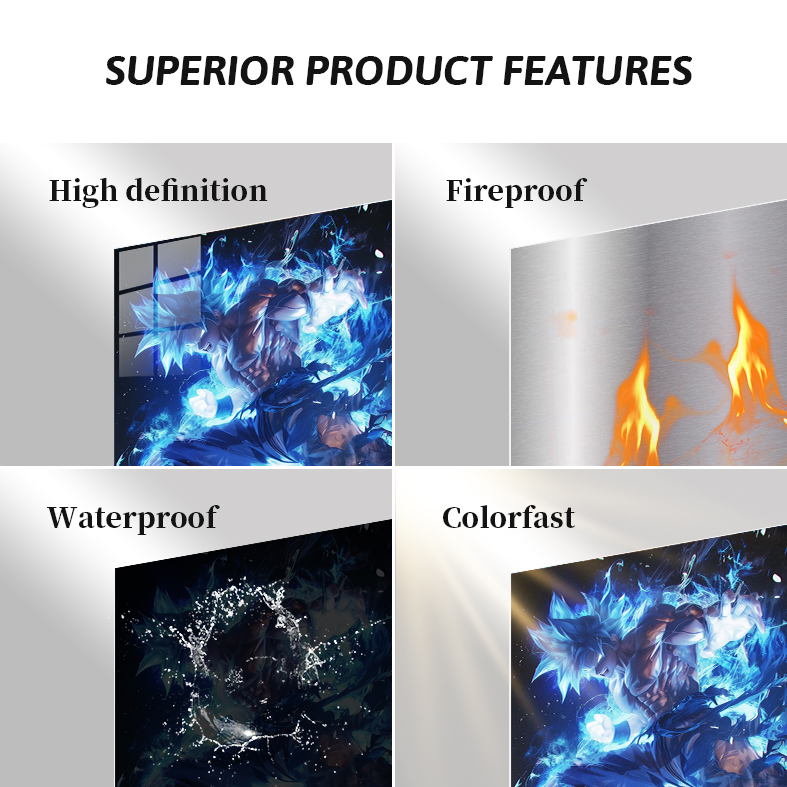 SUPERIOR PRODUCT FEATURES
High definition
Fireproof
Waterproof
Colorfast